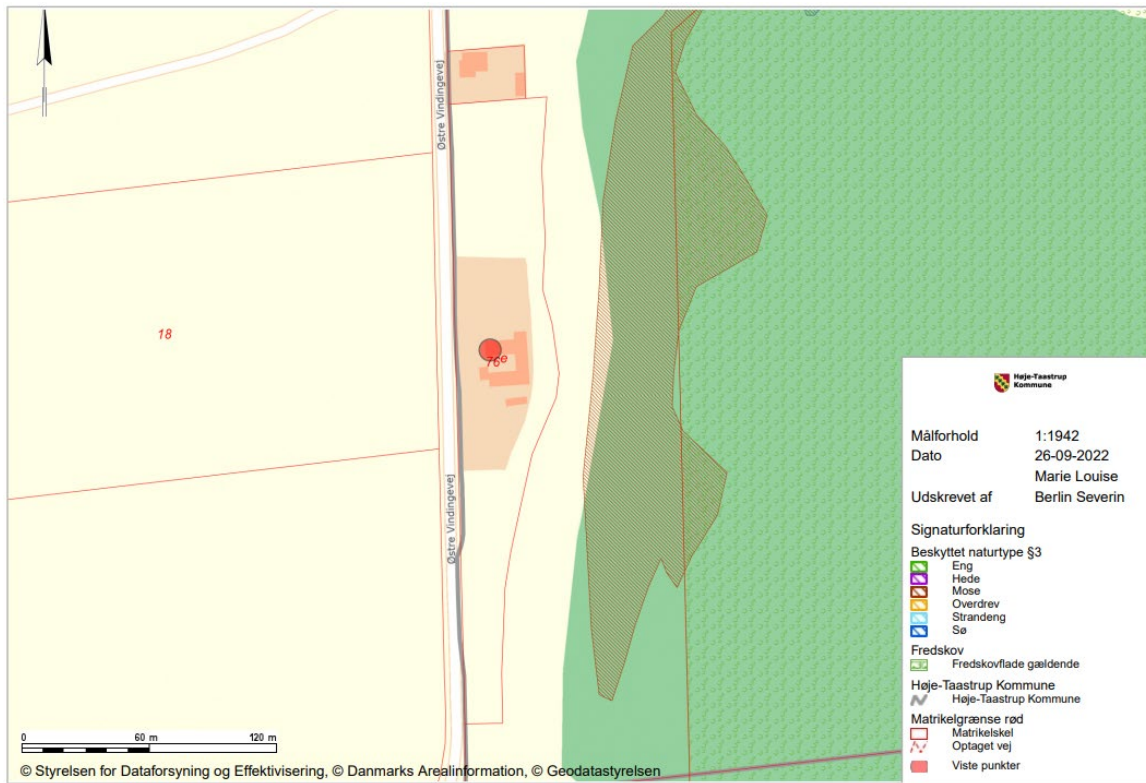 Østre Vindingevej
18
76e
Østre Vindingevej
0 60 m 120 m
© Styrelsen for Dataforsyning og Effektivisering, © Danmarks Arealinformation, © Geodatastyrelsen
Høje-Taastrup
Kommune
Målforhold 1:1942
Dato 26-09-2022
Marie Louise
Udskrevet af Berlin Severin
Signaturforklaring
Beskyttet naturtype §3
Eng
Hede
Mose
Overdrev
Strandeng
Sø
Fredskov
Fredskovflade gældende
Høje-Taastrup Kommune
Høje-Taastrup Kommune
Matrikelgrænse rød
Matrikelskel
Optaget vej
Viste punkter